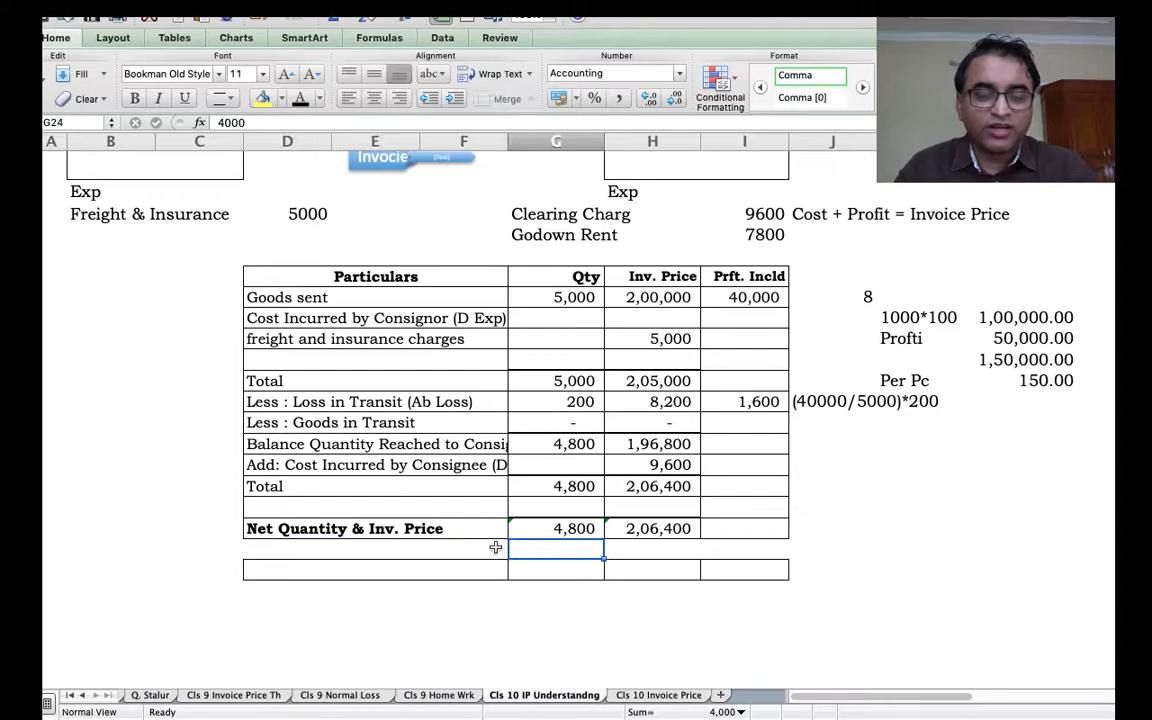 Home Layout Tables Charts SmartArt Formulas Data Review
Edit Font Alignment Number Format
Fill Bookman Old Style 11 A A abc Wrap Text Accounting Conditional Formatting Comma
Clear B I U A Merge % , .00 Comma [0]
G24 fx 4000
A B C D E F G H I J
Invocie [Text]
Exp Exp
Freight & Insurance 5000 Clearing Charg 9600 Cost + Profit = Invoice Price
Godown Rent 7800
Particulars Qty Inv. Price Prft. Incld
Goods sent 5,000 2,00,000 40,000 8
Cost Incurred by Consignor (D Exp) 1000*100 1,00,000.00
freight and insurance charges 5,000 Profti 50,000.00
1,50,000.00
Total 5,000 2,05,000 Per Pc 150.00
Less : Loss in Transit (Ab Loss) 200 8,200 1,600 (40000/5000)*200
Less : Goods in Transit - -
Balance Quantity Reached to Consig 4,800 1,96,800
Add: Cost Incurred by Consignee (D 9,600
Total 4,800 2,06,400
Net Quantity & Inv. Price 4,800 2,06,400
Q. Stalur Cls 9 Invoice Price Th Cls 9 Normal Loss Cls 9 Home Wrk Cls 10 IP Understandng Cls 10 Invoice Price +
Normal View Ready Sum= 4,000